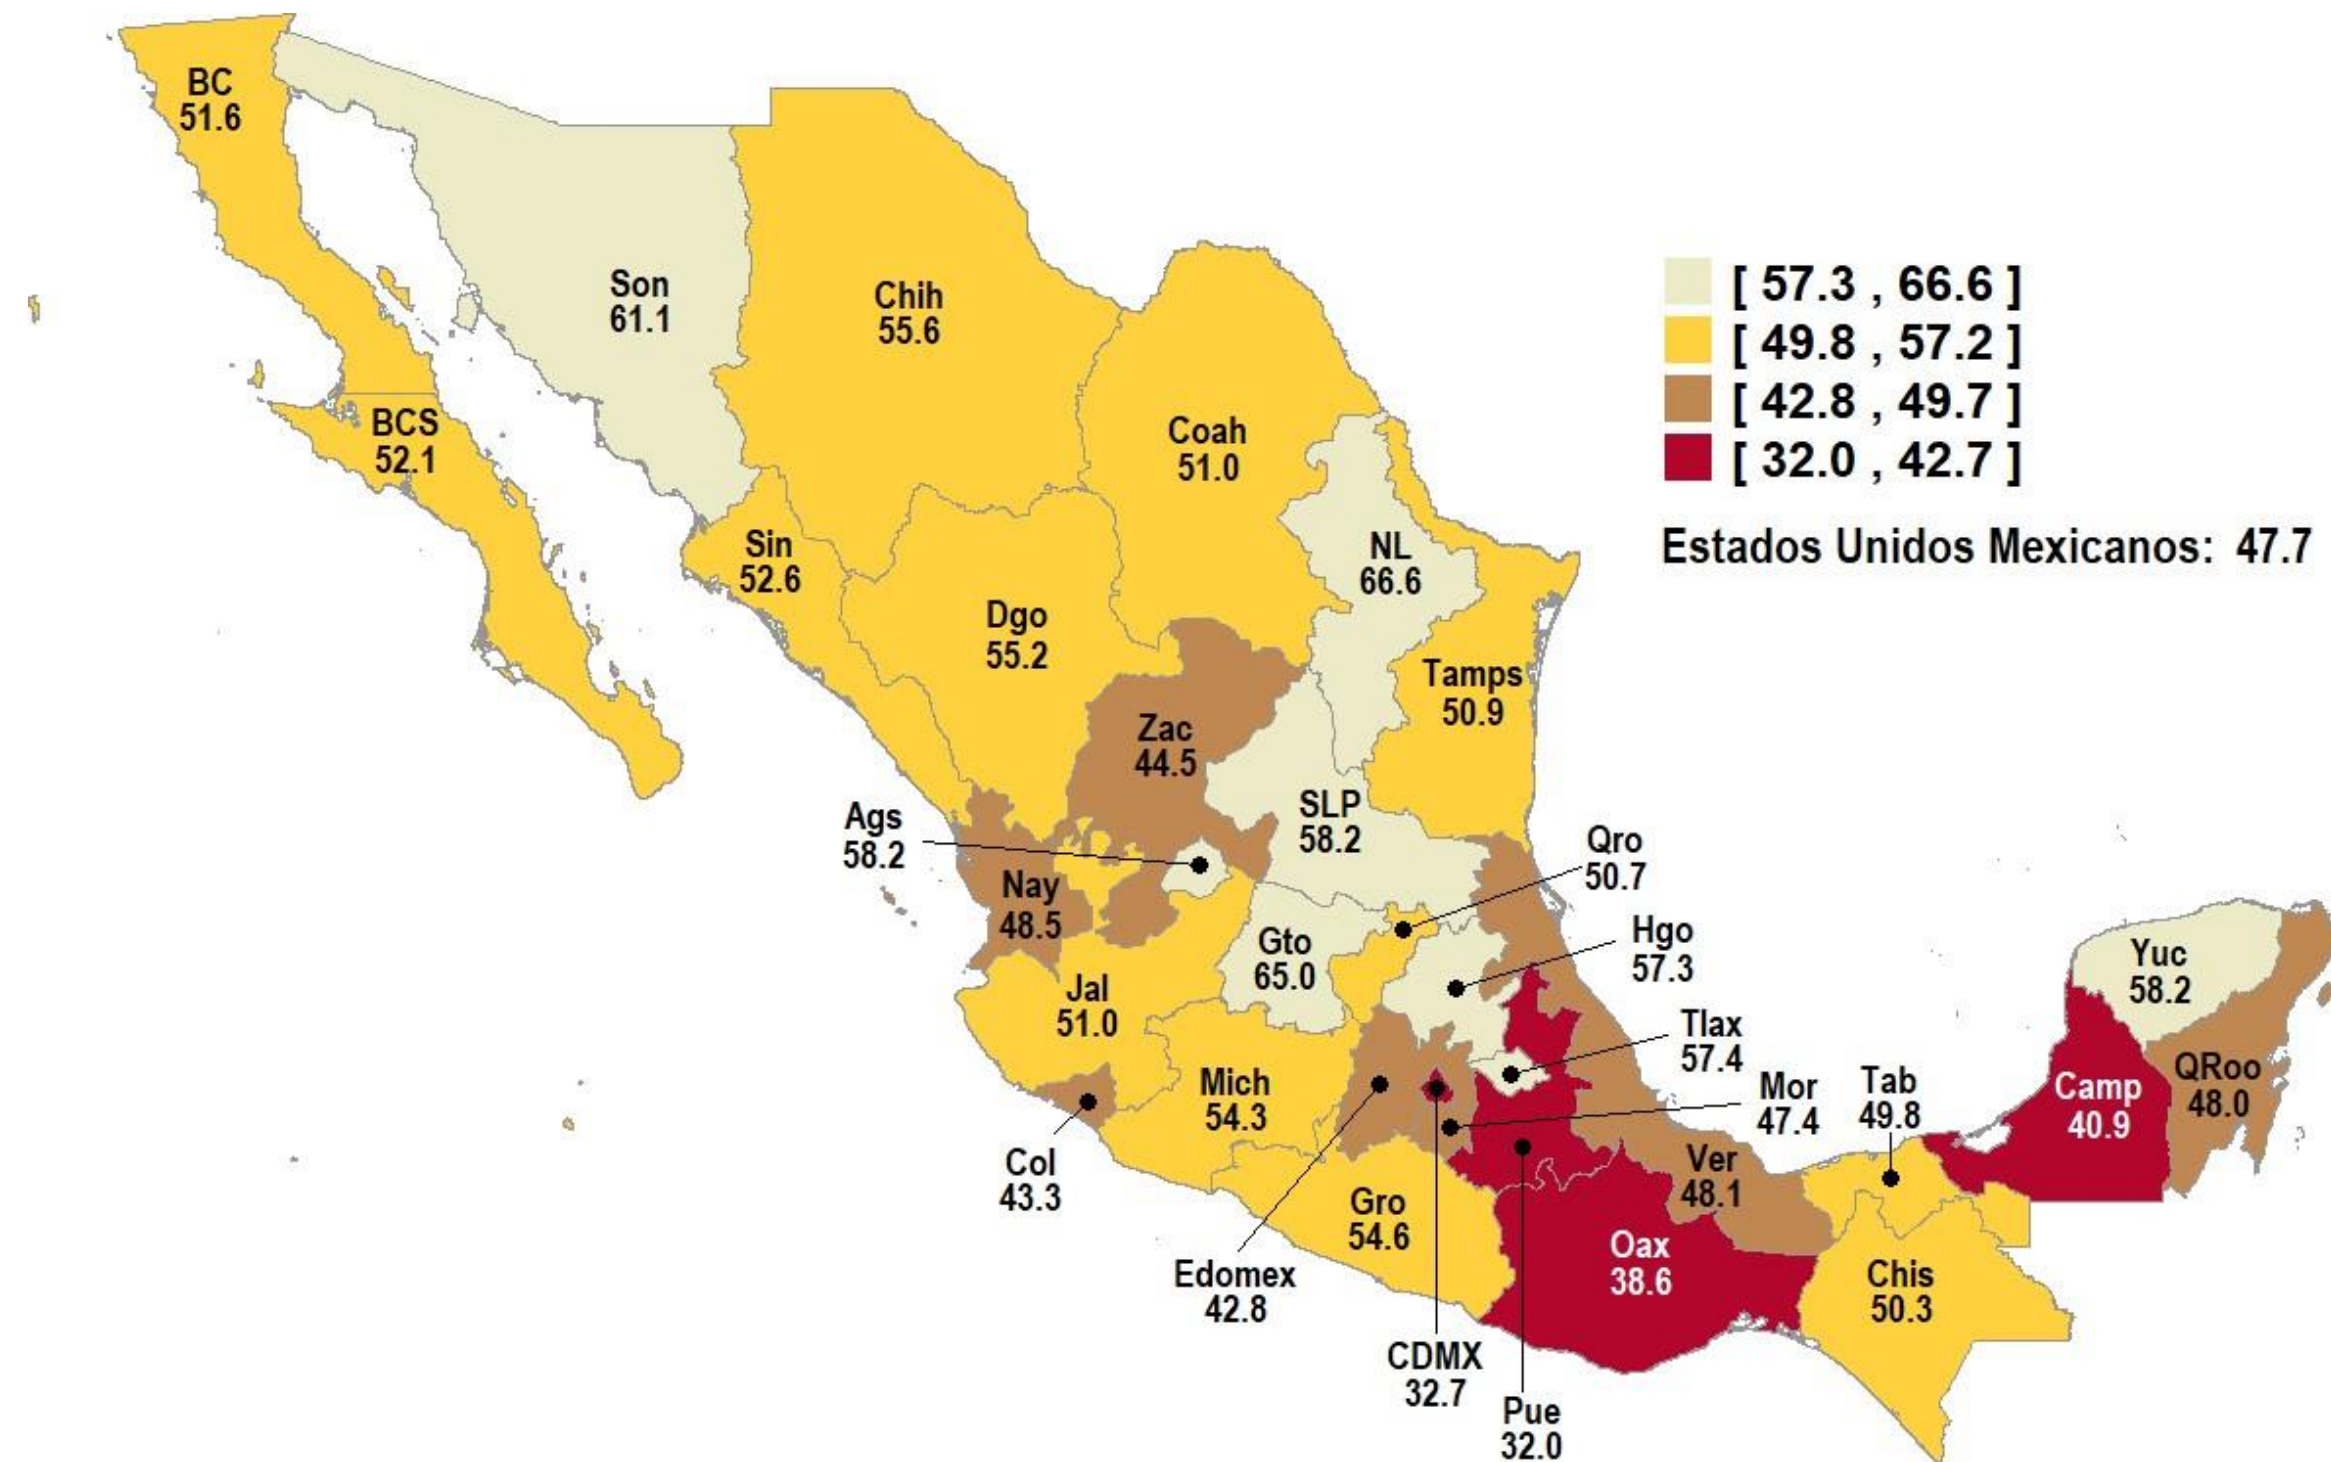 BC
51.6
Son
61.1
Chih
55.6
[ 57.3 , 66.6 ]
[ 49.8 , 57.2 ]
[ 42.8 , 49.7 ]
[ 32.0 , 42.7 ]
Estados Unidos Mexicanos: 47.7
BCS
52.1
Coah
51.0
Sin
52.6
NL
66.6
Dgo
55.2
Tamps
50.9
Zac
44.5
SLP
58.2
Ags
58.2
Qro
50.7
Nay
48.5
Gto
65.0
Hgo
57.3
Yuc
58.2
Jal
51.0
Tlax
57.4
Mich
54.3
Mor
47.4
Tab
49.8
Camp
40.9
QRoo
48.0
Col
43.3
Ver
48.1
Gro
54.6
Oax
38.6
Edomex
42.8
Chis
50.3
CDMX
32.7
Pue
32.0